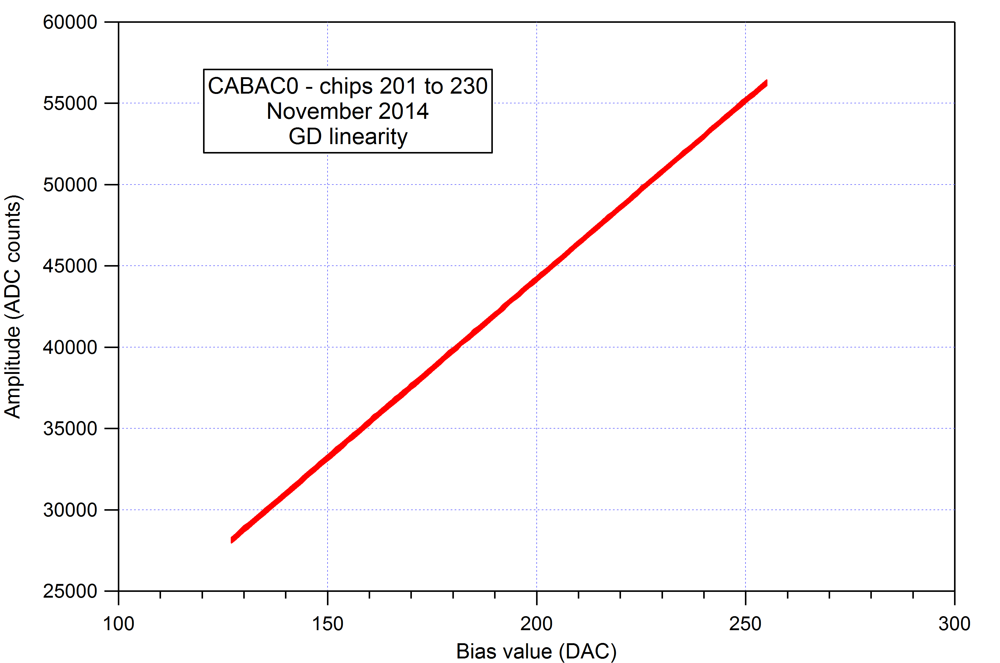 60000
55000
50000
45000
40000
35000
30000
25000
Amplitude (ADC counts)
CABAC0 - chips 201 to 230
November 2014
GD linearity
100 150 200 250 300
Bias value (DAC)